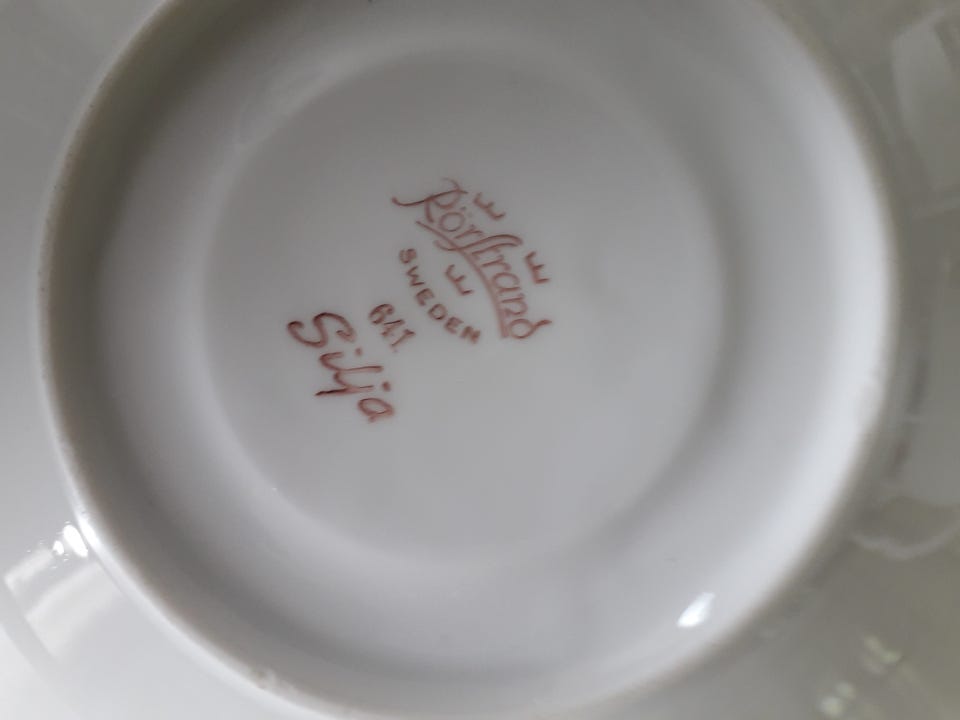 Rörstrand
SWEDEN
641.
Silja